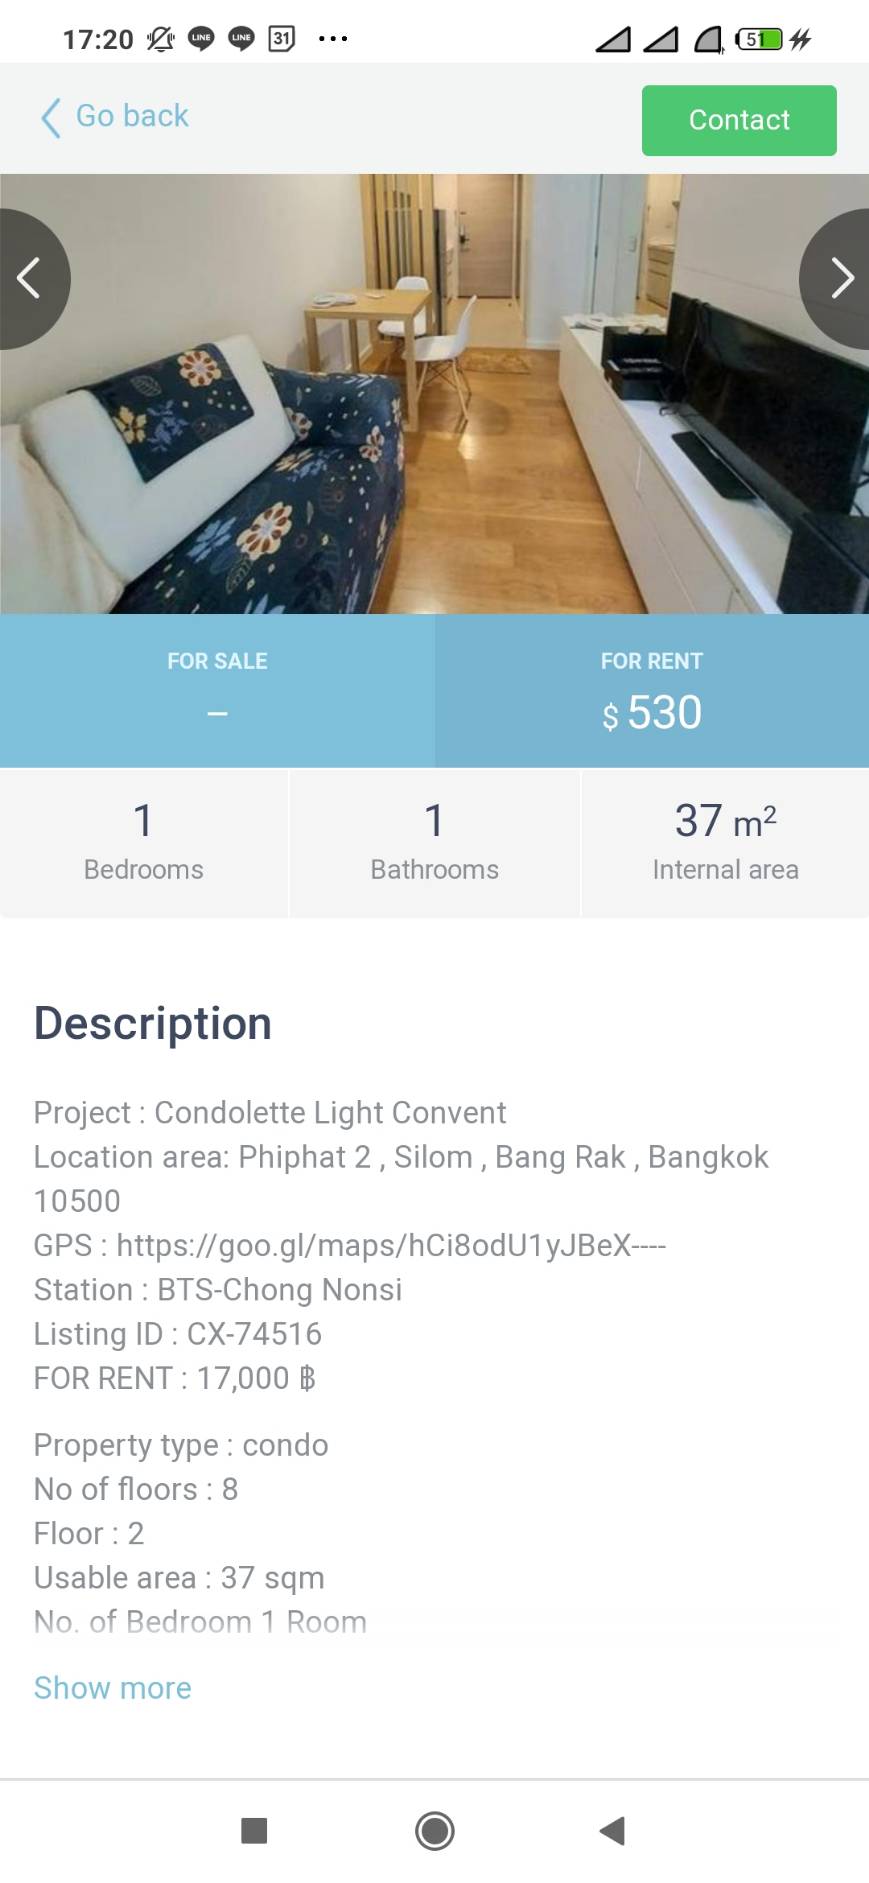 17:20 LINE LINE 31 ... 51
Go back
Contact
FOR SALE
FOR RENT
–
$ 530
1
1
37 m²
Bedrooms
Bathrooms
Internal area
Description
Project : Condolette Light Convent
Location area: Phiphat 2 , Silom , Bang Rak , Bangkok
10500
GPS : https://goo.gl/maps/hCi8odU1yJBeX----
Station : BTS-Chong Nonsi
Listing ID : CX-74516
FOR RENT : 17,000 ฿
Property type : condo
No of floors : 8
Floor : 2
Usable area : 37 sqm
No. of Bedroom 1 Room
Show more